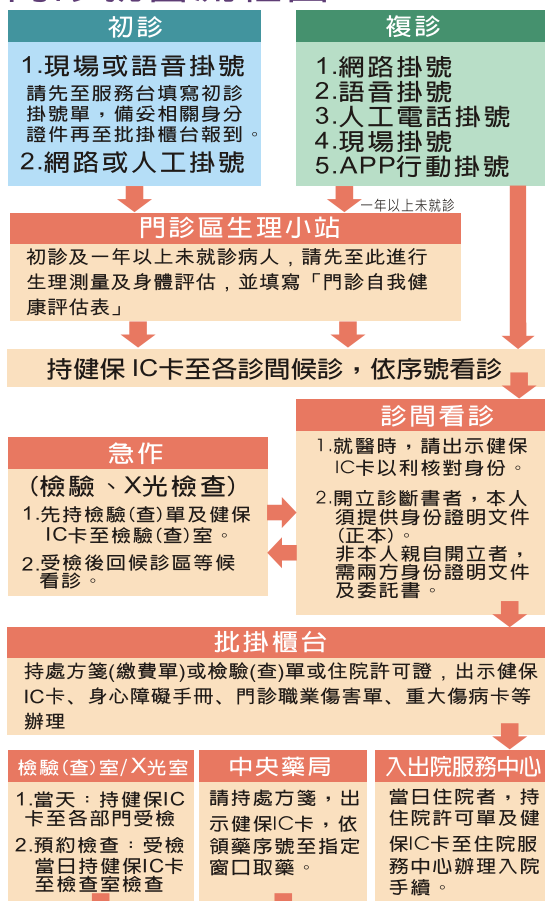 初診
1.現場或語音掛號
請先至服務台填寫初診
掛號單，備妥相關身分
證件再至批掛櫃台報到。
2.網路或人工掛號
複診
1.網路掛號
2.語音掛號
3.人工電話掛號
4.現場掛號
5.APP行動掛號
一年以上未就診
門診區生理小站
初診及一年以上未就診病人，請先至此進行
生理測量及身體評估，並填寫「門診自我健
康評估表」
持健保 IC卡至各診間候診，依序號看診
診間看診
1.就醫時，請出示健保
IC卡以利核對身份。
2.開立診斷書者，本人
須提供身份證明文件
(正本)。
非本人親自開立者，
需兩方身份證明文件
及委託書。
急作
(檢驗、X光檢查)
1.先持檢驗(查)單及健保
IC卡至檢驗(查)室。
2.受檢後回候診區等候
看診。
批掛櫃台
持處方箋(繳費單)或檢驗(查)單或住院許可證，出示健保
IC卡、身心障礙手冊、門診職業傷害單、重大傷病卡等
辦理
檢驗(查)室/X光室
1.當天：持健保IC
卡至各部門受檢
2.預約檢查：受檢
當日持健保IC卡
至檢查室檢查
中央藥局
請持處方箋，出
示健保IC卡，依
領藥序號至指定
窗口取藥。
入出院服務中心
當日住院者，持
住院許可單及健
保IC卡至住院服
務中心辦理入院
手續。